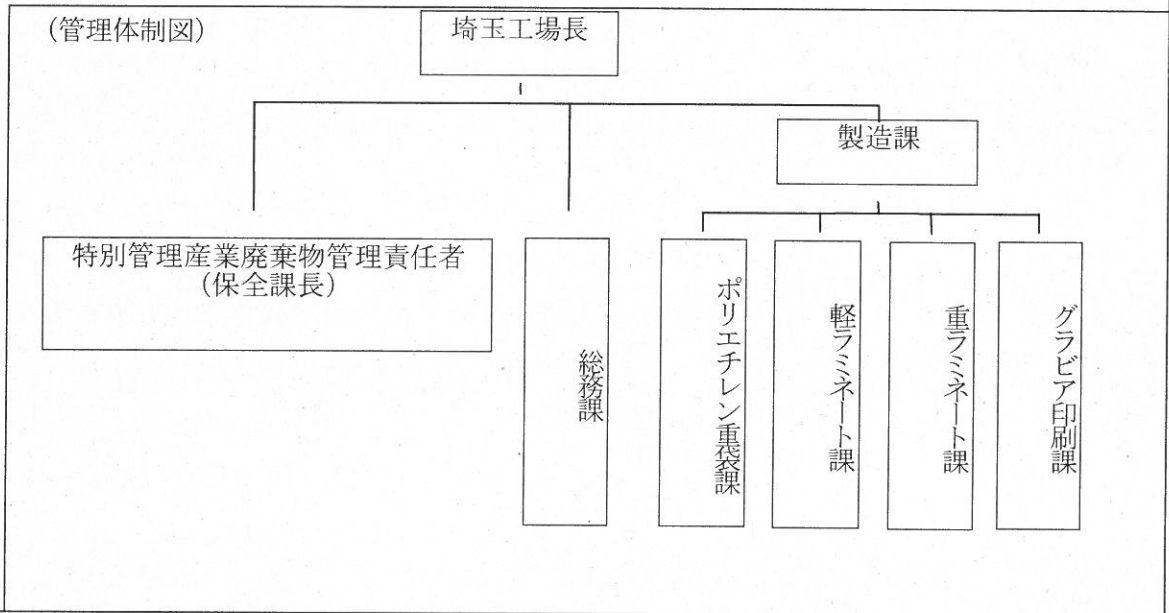 (管理体制図)
埼玉工場長
製造課
特別管理産業廃棄物管理責任者
(保全課長)
総務課
ポリエチレン重袋課
軽ラミネート課
重ラミネート課
グラビア印刷課